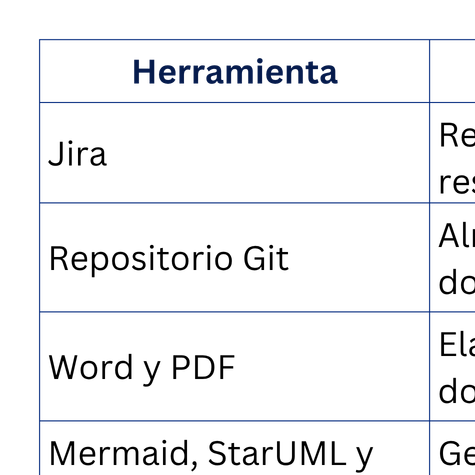 Herramienta
Jira
Repositorio Git
Word y PDF
Mermaid, StarUML y